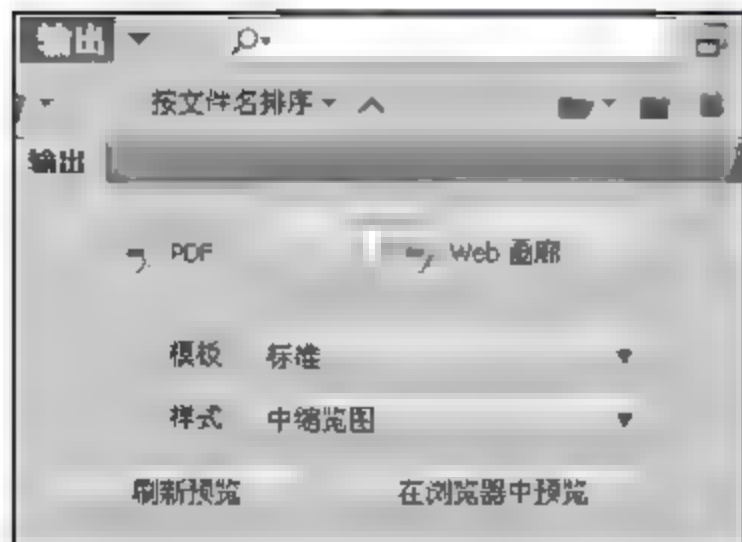 输出
按文件名排序
输出
PDF Web 画廊
模板 标准
样式 中缩览图
刷新预览 在浏览器中预览